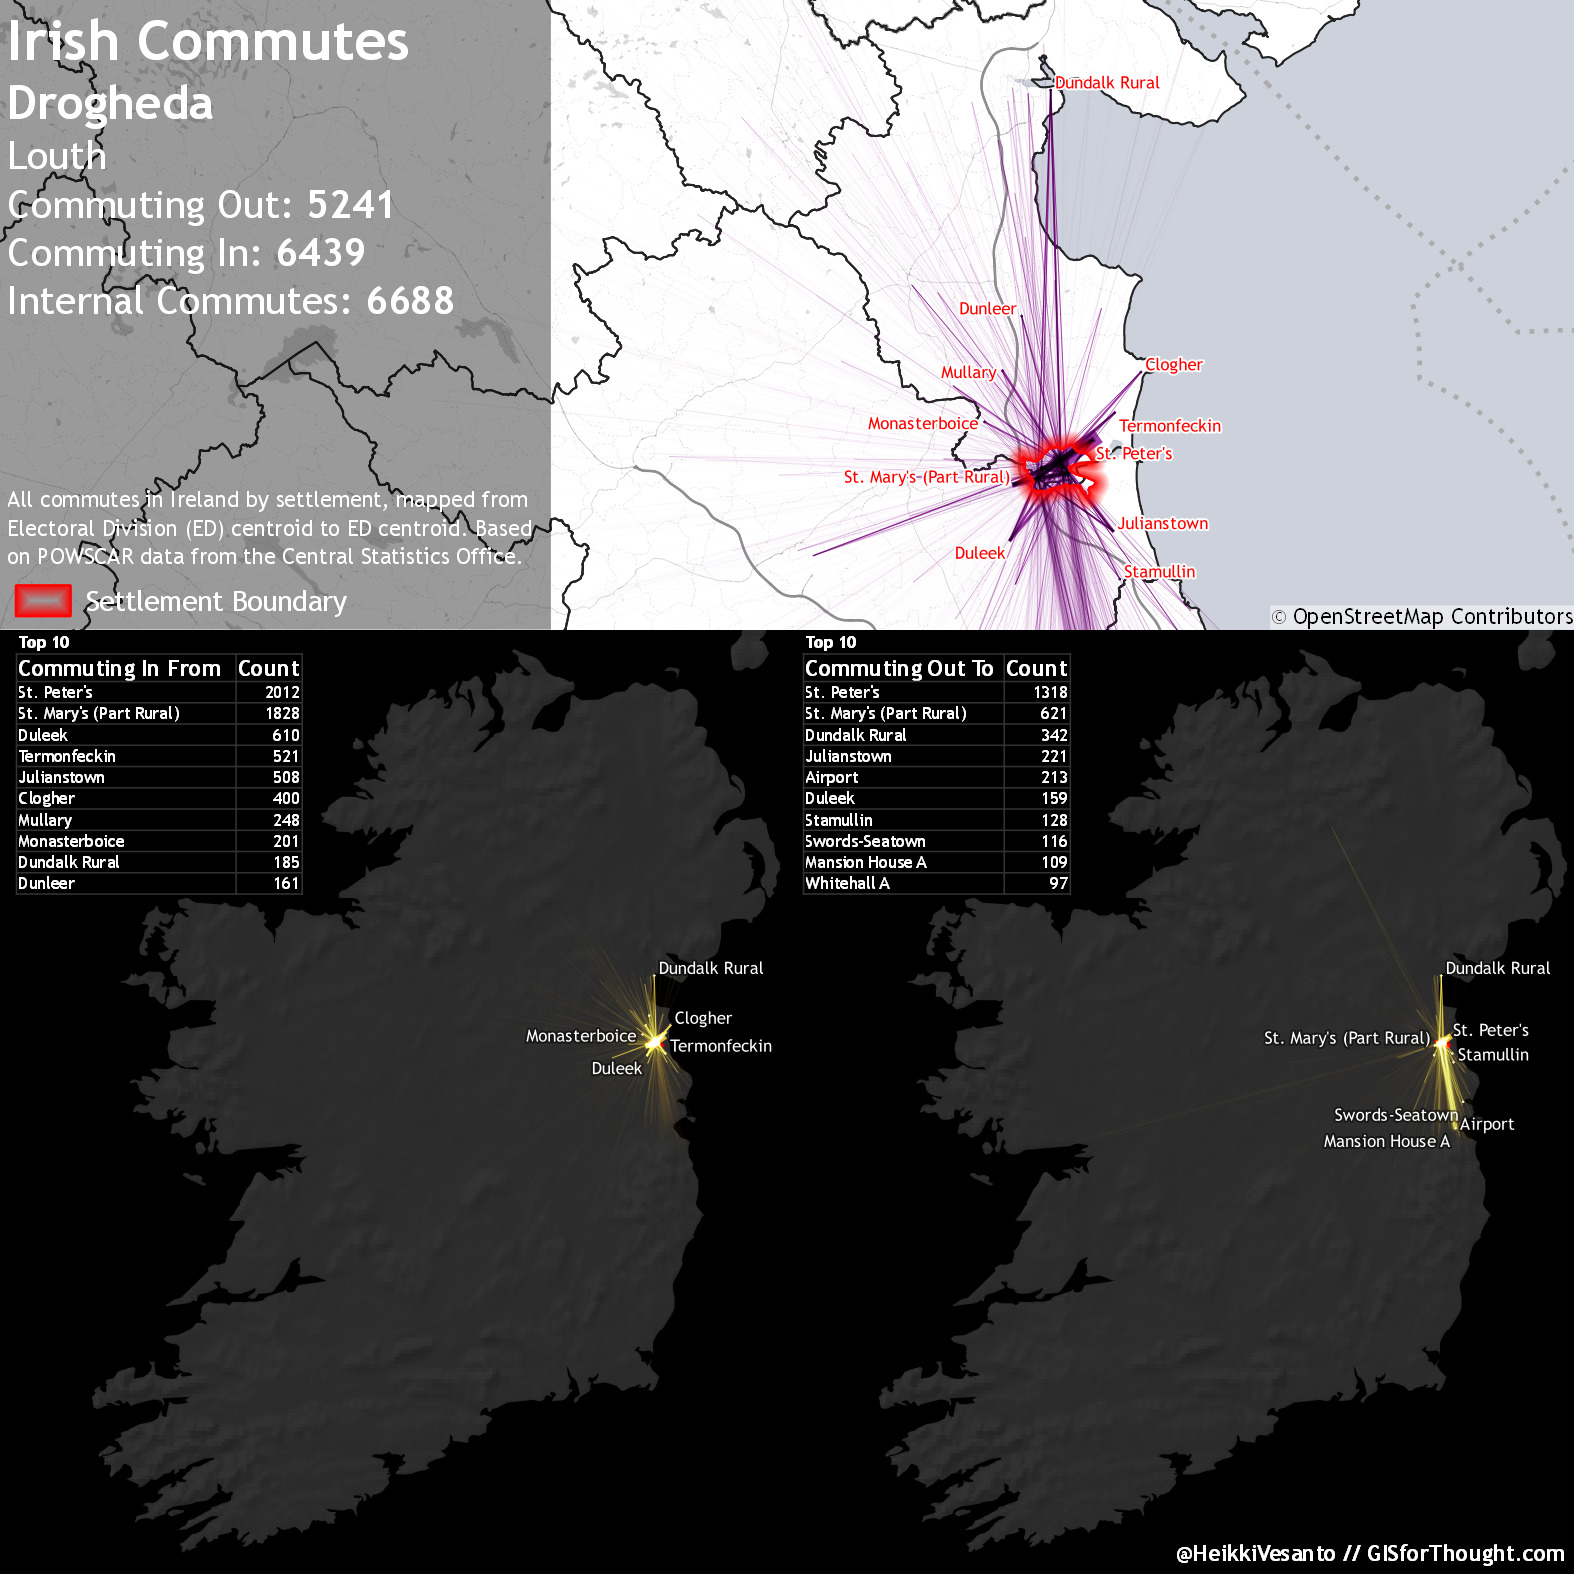 Irish Commutes
Drogheda
Louth
Commuting Out: 5241
Commuting In: 6439
Internal Commutes: 6688
All commutes in Ireland by settlement, mapped from
Electoral Division (ED) centroid to ED centroid. Based
on POWSCAR data from the Central Statistics Office.
Settlement Boundary
Dundalk Rural
Dunleer
Clogher
Mullary
Monasterboice
Termonfeckin
St. Peter's
St. Mary's (Part Rural)
Julianstown
Duleek
Stamullin
© OpenStreetMap Contributors
Top 10
Commuting In From Count
St. Peter's 2012
St. Mary's (Part Rural) 1828
Duleek 610
Termonfeckin 521
Julianstown 508
Clogher 400
Mullary 248
Monasterboice 201
Dundalk Rural 185
Dunleer 161
Dundalk Rural
Clogher
Monasterboice
Termonfeckin
Duleek
Top 10
Commuting Out To Count
St. Peter's 1318
St. Mary's (Part Rural) 621
Dundalk Rural 342
Julianstown 221
Airport 213
Duleek 159
Stamullin 128
Swords-Seatown 116
Mansion House A 109
Whitehall A 97
Dundalk Rural
St. Peter's
St. Mary's (Part Rural)
Stamullin
Swords-Seatown
Airport
Mansion House A
@HeikkiVesanto // GISforThought.com